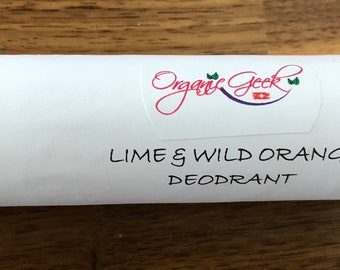 Organic Geek
LIME & WILD ORANG
DEODRANT